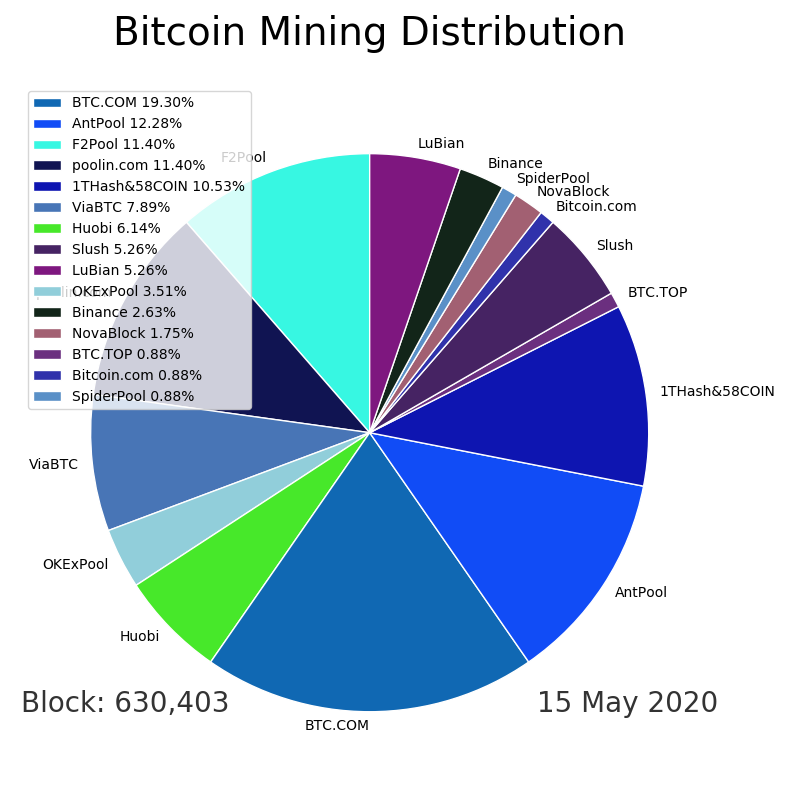 Bitcoin Mining Distribution
BTC.COM 19.30%
AntPool 12.28%
F2Pool 11.40%
poolin.com 11.40%
1THash&58COIN 10.53%
ViaBTC 7.89%
Huobi 6.14%
Slush 5.26%
LuBian 5.26%
OKExPool 3.51%
Binance 2.63%
NovaBlock 1.75%
BTC.TOP 0.88%
Bitcoin.com 0.88%
SpiderPool 0.88%
F2Pool
LuBian
Binance
SpiderPool
NovaBlock
Bitcoin.com
Slush
BTC.TOP
1THash&58COIN
ViaBTC
OKExPool
AntPool
Huobi
BTC.COM
Block: 630,403
15 May 2020